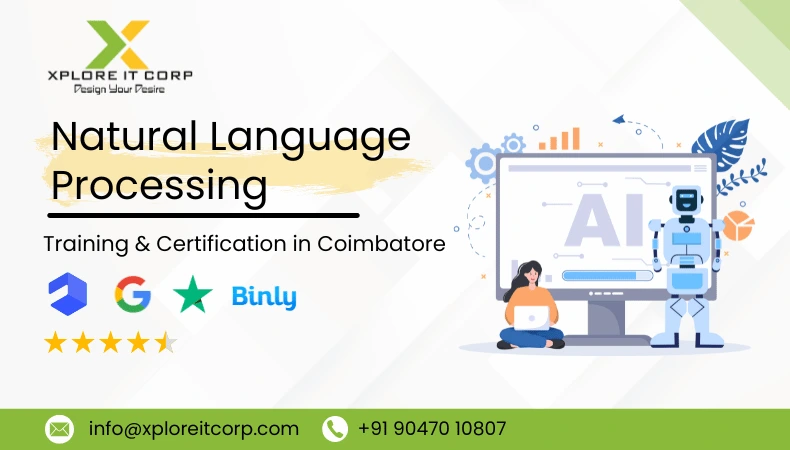 XPLORE IT CORP
Design Your Desire
Natural Language
Processing
Training & Certification in Coimbatore
Binly
AI
info@xploreitcorp.com
+91 90470 10807